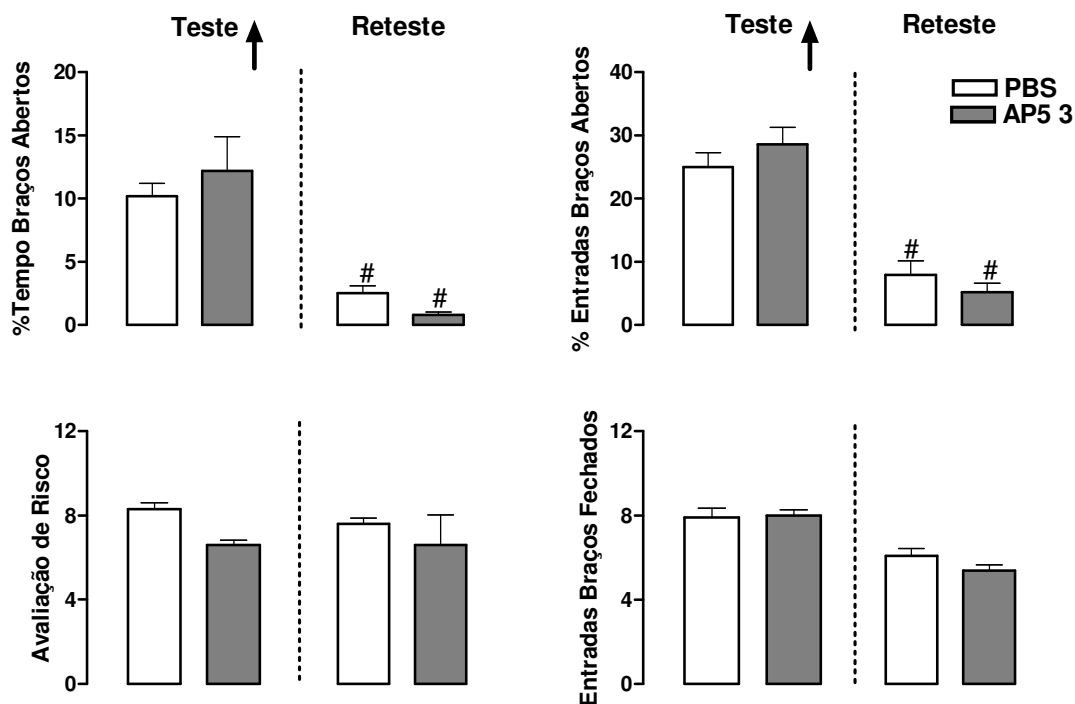 Teste Reteste
%Tempo Braços Abertos
20
15
10
5
0
# #
Teste Reteste
% Entradas Braços Abertos
40
30
20
10
0
# #
PBS
AP5 3
Avaliação de Risco
12
8
4
0
Entradas Braços Fechados
12
8
4
0